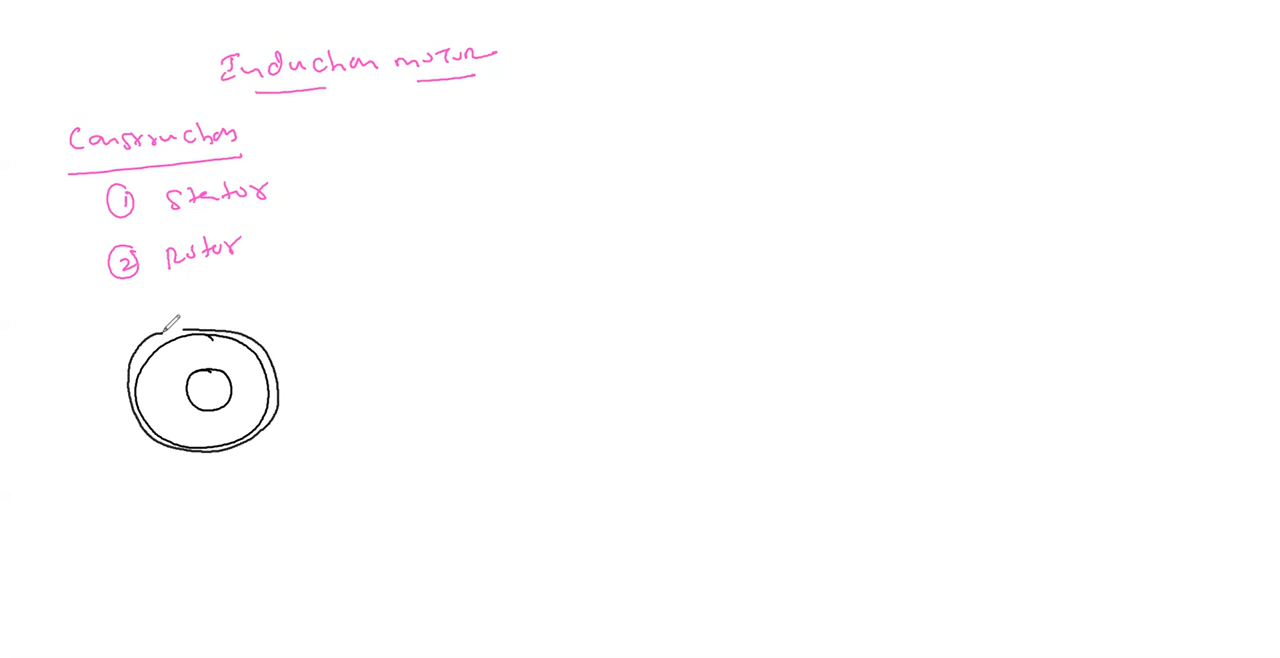 Induction motor
Construction
① Stator
② Rotor